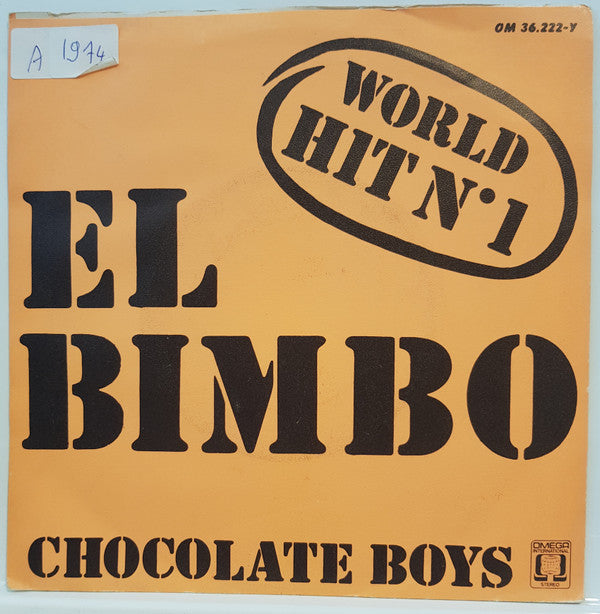 A 1974
OM 36.222-Y
WORLD
HIT N°1
EL
BIMBO
CHOCOLATE BOYS
OMEGA
INTERNATIONAL
STEREO